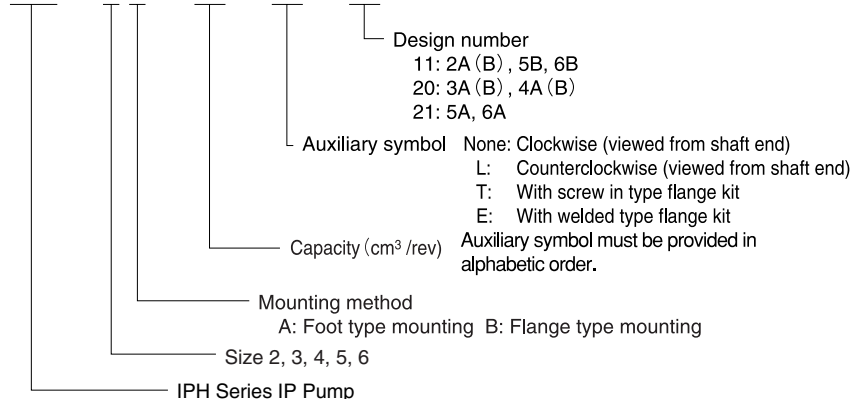 Design number
11: 2A（B）, 5B, 6B
20: 3A（B）, 4A（B）
21: 5A, 6A
Auxiliary symbol None: Clockwise (viewed from shaft end)
L: Counterclockwise (viewed from shaft end)
T: With screw in type flange kit
E: With welded type flange kit
Capacity（cm³ /rev) Auxiliary symbol must be provided in
alphabetic order.
Mounting method
A: Foot type mounting B: Flange type mounting
Size 2, 3, 4, 5, 6
IPH Series IP Pump